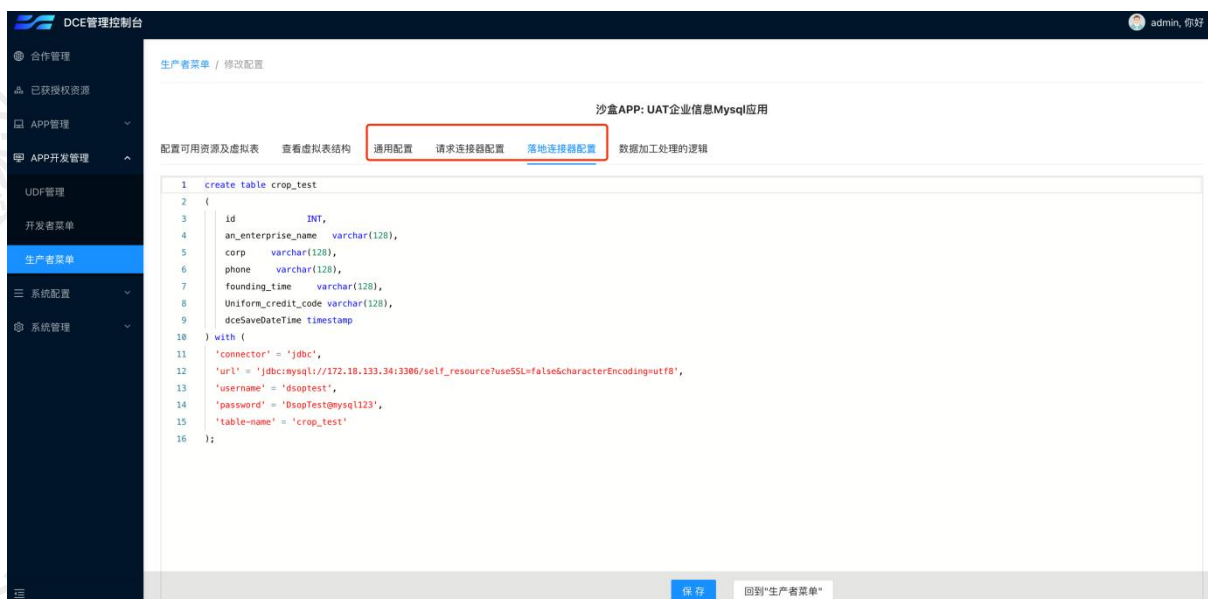 DCE管理控制台
admin, 你好
合作管理
已获授权资源
APP管理
APP开发管理
UDF管理
开发者菜单
生产者菜单
系统配置
系统管理
生产者菜单 / 修改配置
沙盒APP: UAT企业信息Mysql应用
配置可用资源及虚拟表 查看虚拟表结构 通用配置 请求连接器配置 落地连接器配置 数据加工处理的逻辑
1 create table crop_test
2 (
3 id INT,
4 an_enterprise_name varchar(128),
5 corp varchar(128),
6 phone varchar(128),
7 founding_time varchar(128),
8 Uniform_credit_code varchar(128),
9 dceSaveDateTime timestamp
10 ) with (
11 'connector' = 'jdbc',
12 'url' = 'jdbc:mysql://172.18.133.34:3306/self_resource?useSSL=false&characterEncoding=utf8',
13 'username' = 'dsoptest',
14 'password' = 'DsopTest@mysql123',
15 'table-name' = 'crop_test'
16 );
保存 回到"生产者菜单"